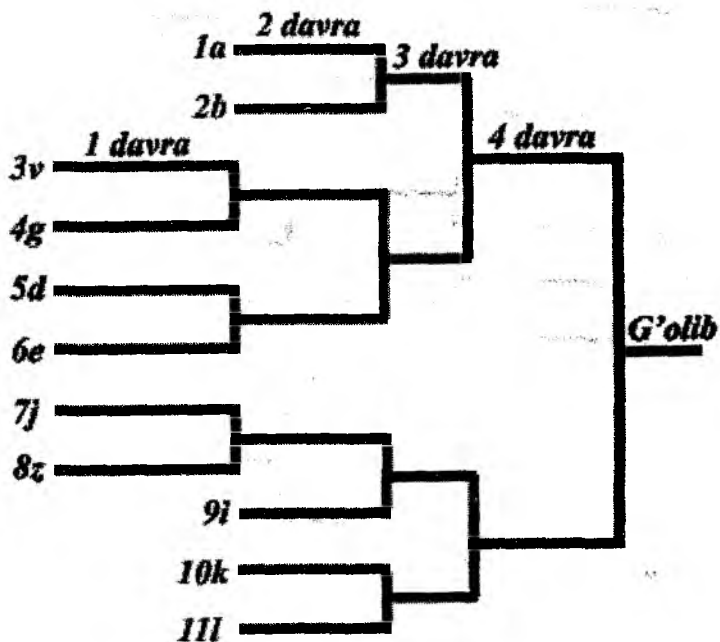 2 davra
1a
3 davra
2b
4 davra
1 davra
3v
4g
5d
6e
G'olib
7j
8z
9i
10k
11l